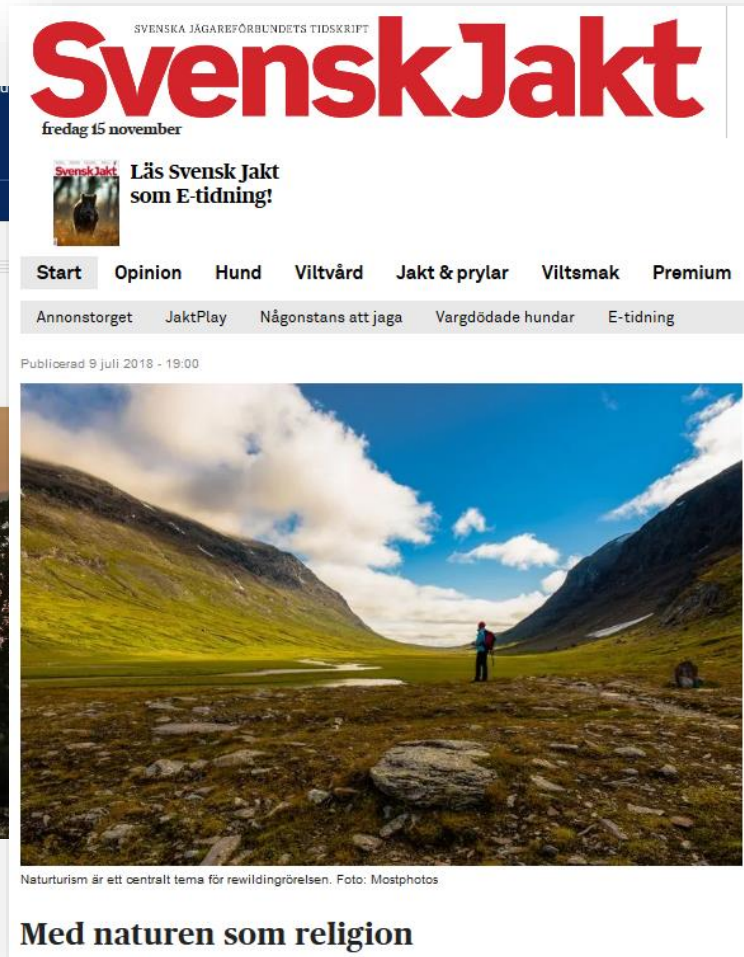 SVENSKA JÄGAREFÖRBUNDETS TIDSKRIFT
SvenskJakt
fredag 15 november
Svensk Jakt
Läs Svensk Jakt
som E-tidning!
Start Opinion Hund Viltvård Jakt & prylar Viltsmak Premium
Annonstorget JaktPlay Någonstans att jaga Vargdödade hundar E-tidning
Publicerad 9 juli 2018 - 19:00
Naturturism är ett centralt tema för rewildingrörelsen. Foto: Mostphotos
Med naturen som religion